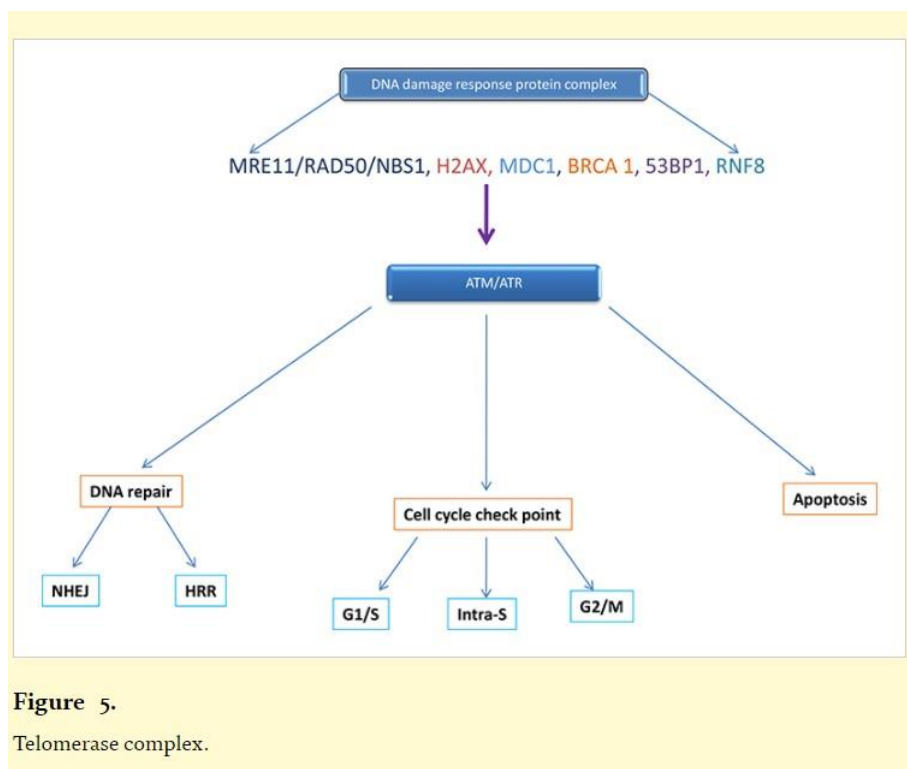 DNA damage response protein complex
MRE11/RAD50/NBS1, H2AX, MDC1, BRCA 1, 53BP1, RNF8
ATM/ATR
DNA repair
Cell cycle check point
Apoptosis
NHEJ
HRR
G1/S
Intra-S
G2/M
Figure 5.
Telomerase complex.